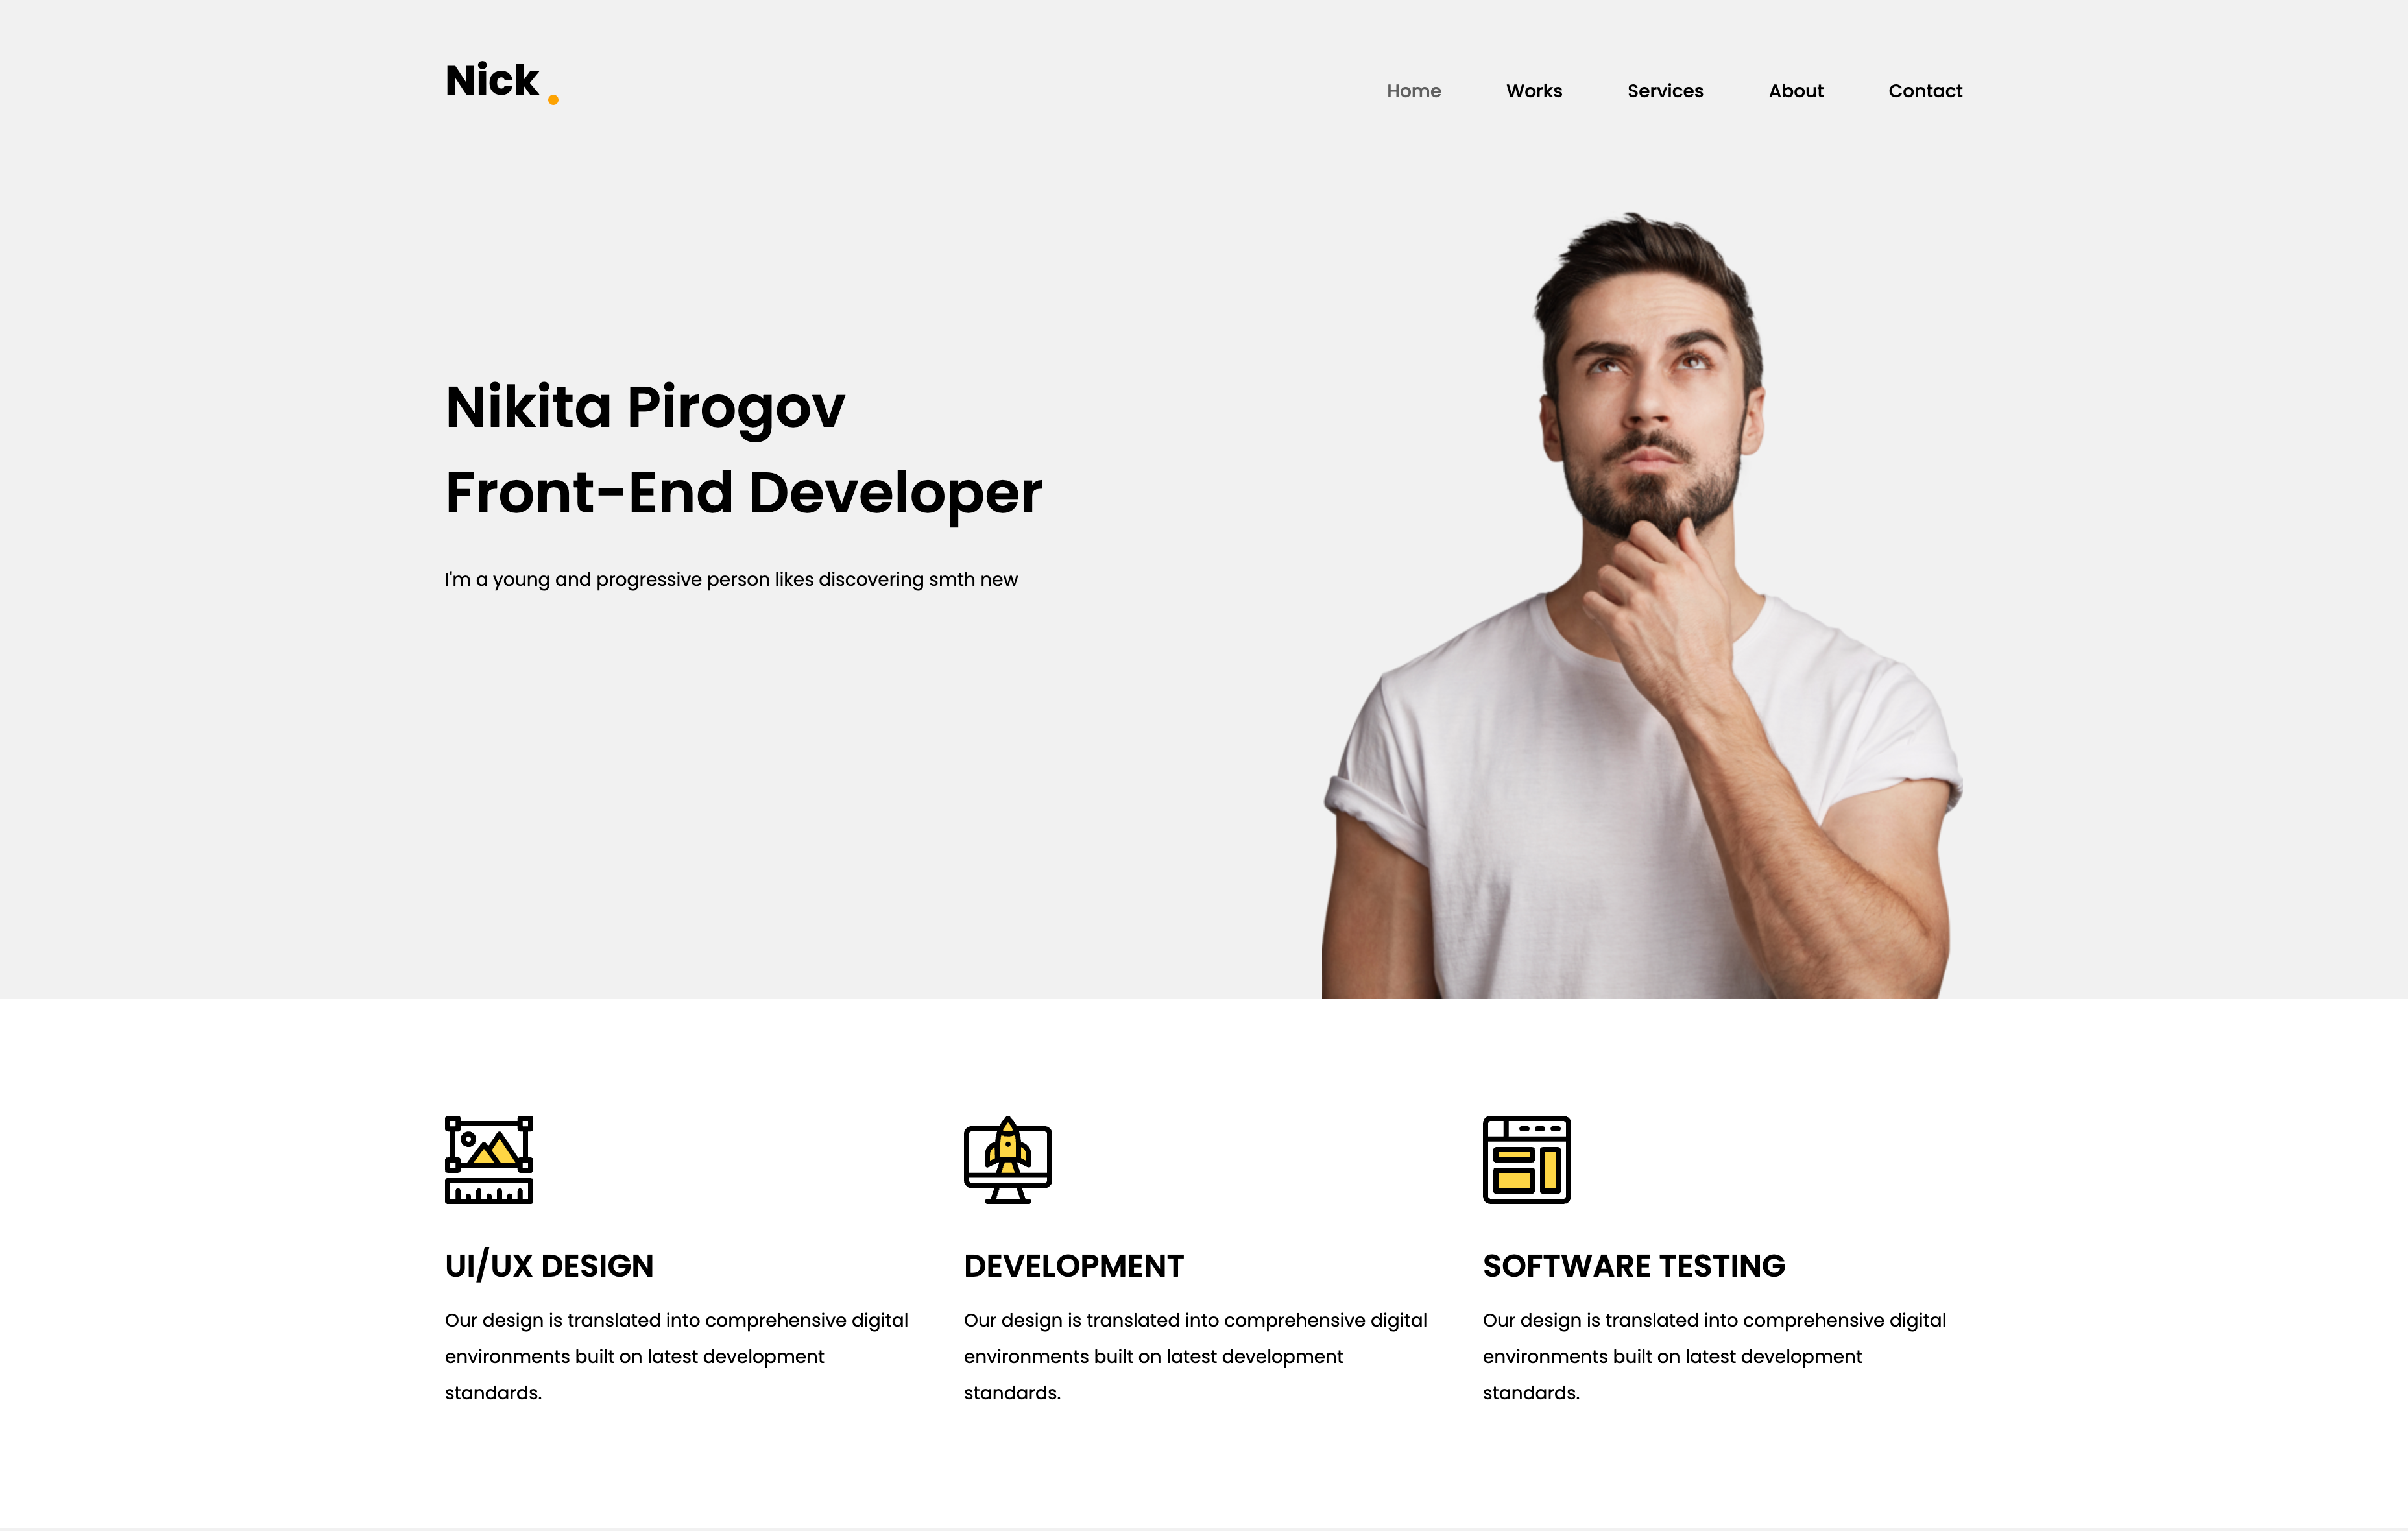 Nick
Home Works Services About Contact
Nikita Pirogov
Front-End Developer
I'm a young and progressive person likes discovering smth new
UI/UX DESIGN
Our design is translated into comprehensive digital
environments built on latest development
standards.
DEVELOPMENT
Our design is translated into comprehensive digital
environments built on latest development
standards.
SOFTWARE TESTING
Our design is translated into comprehensive digital
environments built on latest development
standards.